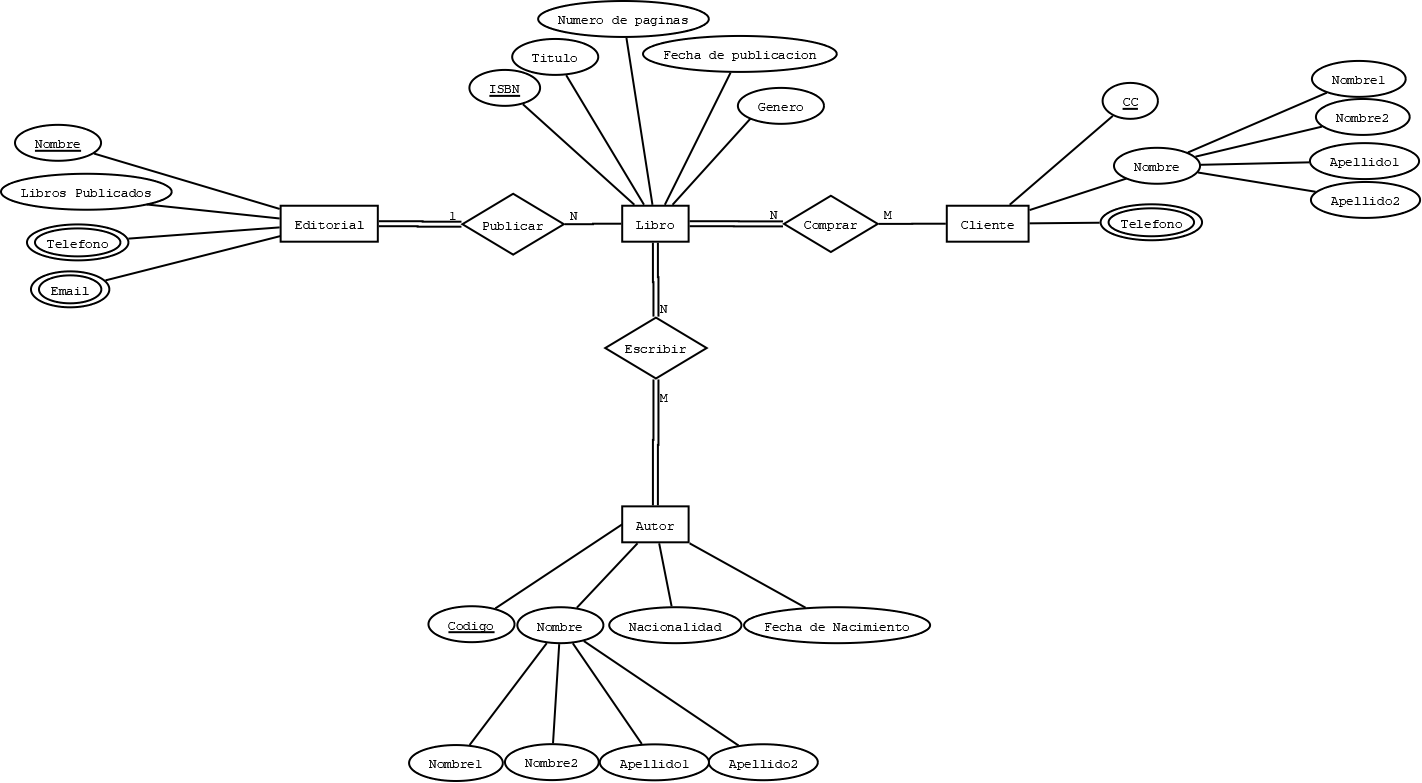 Numero de paginas
Titulo
Fecha de publicacion
ISBN
Genero
Nombre
Libros Publicados
Telefono
Email
Editorial
1
Publicar
N
Libro
N
Comprar
M
Cliente
CC
Nombre
Telefono
Nombre1
Nombre2
Apellido1
Apellido2
N
Escribir
M
Autor
Codigo
Nombre
Nacionalidad
Fecha de Nacimiento
Nombre1
Nombre2
Apellido1
Apellido2